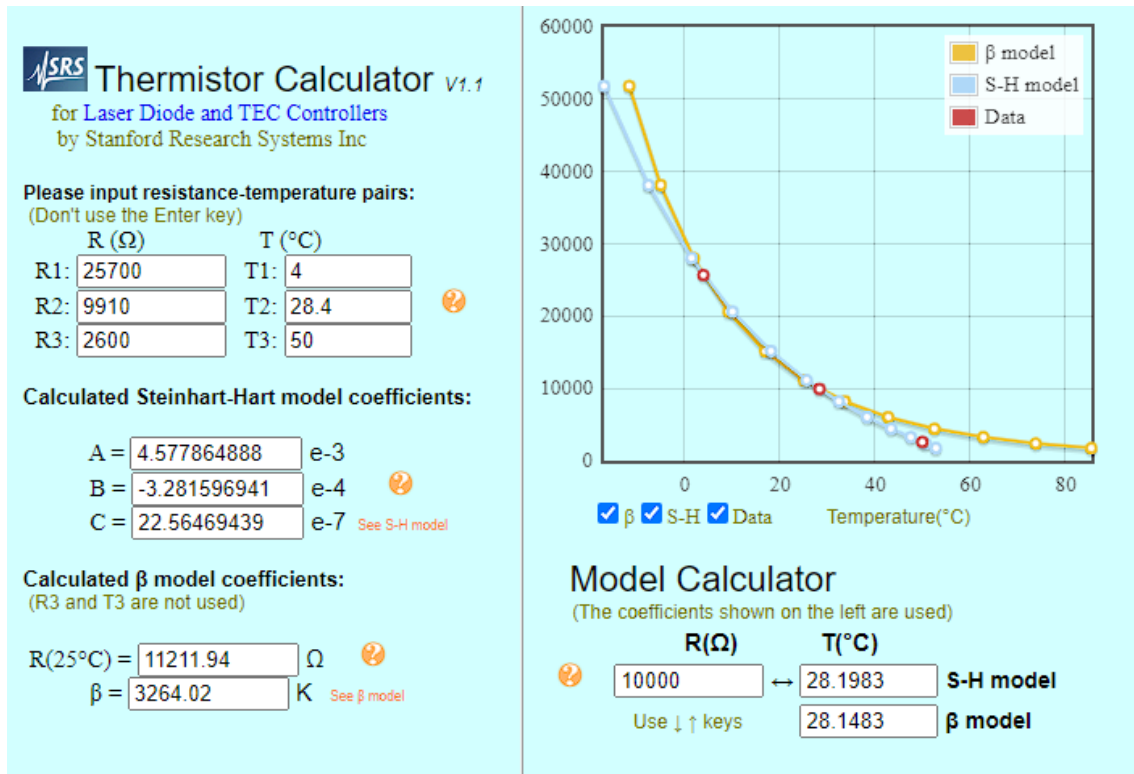 SRS Thermistor Calculator V1.1
for Laser Diode and TEC Controllers
by Stanford Research Systems Inc
Please input resistance-temperature pairs:
(Don't use the Enter key)
R (Ω) T (°C)
R1: 25700 T1: 4
R2: 9910 T2: 28.4 ?
R3: 2600 T3: 50
Calculated Steinhart-Hart model coefficients:
A = 4.577864888 e-3
B = -3.281596941 e-4 ?
C = 22.56469439 e-7 See S-H model
Calculated β model coefficients:
(R3 and T3 are not used)
R(25°C) = 11211.94 Ω ?
β = 3264.02 K See β model
60000
50000
40000
30000
20000
10000
0
β model
S-H model
Data
0 20 40 60 80
β S-H Data Temperature(°C)
Model Calculator
(The coefficients shown on the left are used)
R(Ω) T(°C)
? 10000 ↔ 28.1983 S-H model
Use ↓ ↑ keys 28.1483 β model